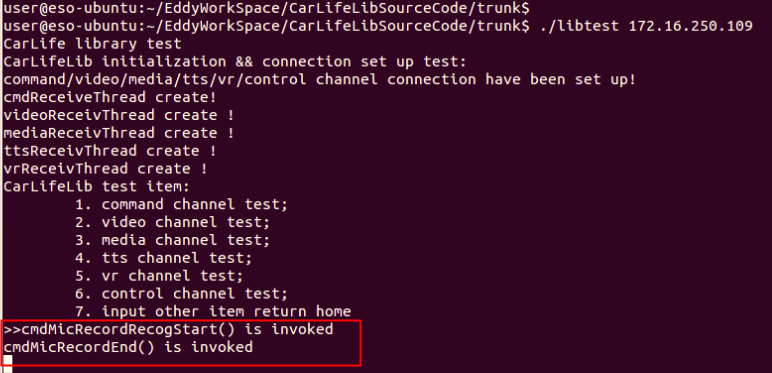 user@eso-ubuntu:~/EddyWorkSpace/CarLifeLibSourceCode/trunk$
user@eso-ubuntu:~/EddyWorkSpace/CarLifeLibSourceCode/trunk$ ./libtest 172.16.250.109
CarLife library test
CarLifeLib initialization && connection set up test:
command/video/media/tts/vr/control channel connection have been set up!
cmdReceiveThread create!
videoReceivThread create !
mediaReceivThread create !
ttsReceivThread create !
vrReceivThread create !
CarLifeLib test item:
1. command channel test;
2. video channel test;
3. media channel test;
4. tts channel test;
5. vr channel test;
6. control channel test;
7. input other item return home
>>cmdMicRecordRecogStart() is invoked
cmdMicRecordEnd() is invoked